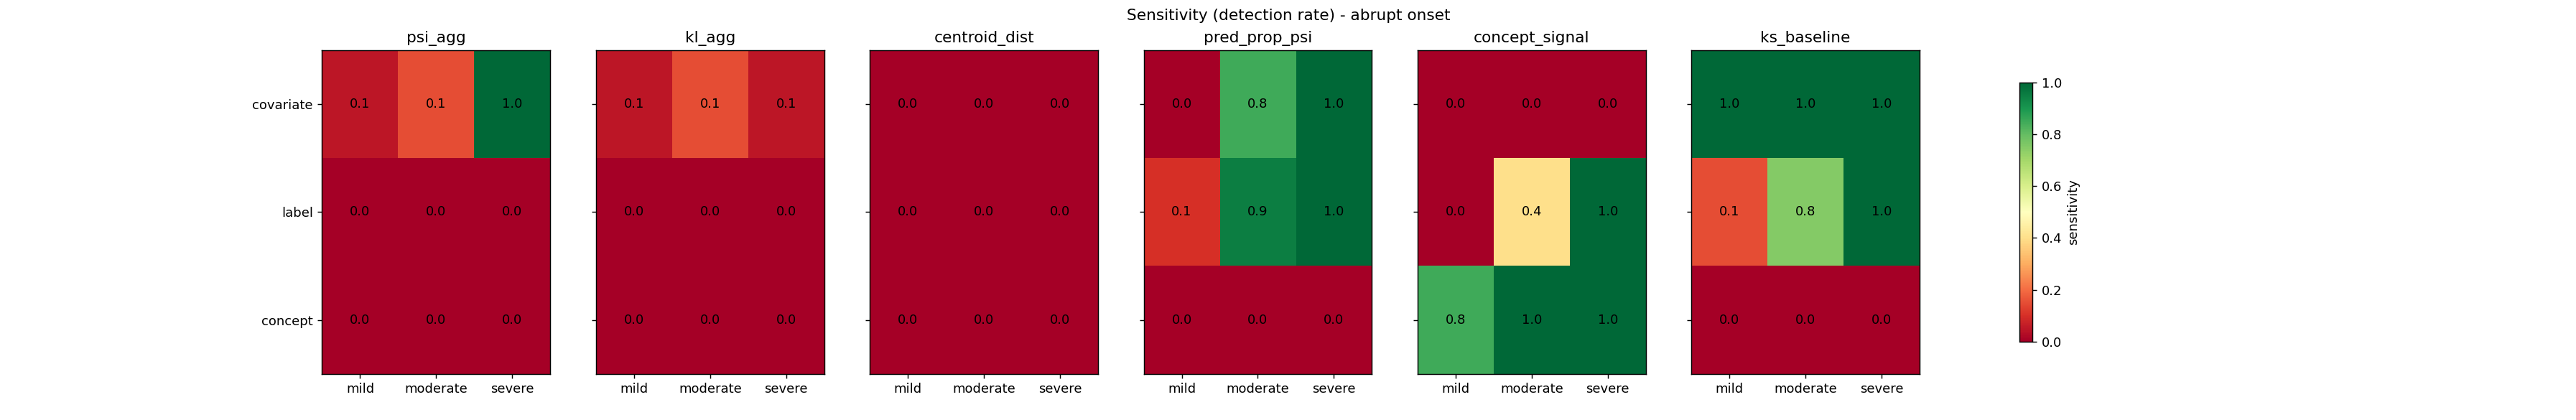 Sensitivity (detection rate) - abrupt onset
psi_agg kl_agg centroid_dist pred_prop_psi concept_signal ks_baseline
covariate 0.1 0.1 1.0 0.1 0.1 0.1 0.0 0.0 0.0 0.0 0.8 1.0 0.0 0.0 0.0 1.0 1.0 1.0
label 0.0 0.0 0.0 0.0 0.0 0.0 0.0 0.0 0.0 0.1 0.9 1.0 0.0 0.4 1.0 0.1 0.8 1.0
concept 0.0 0.0 0.0 0.0 0.0 0.0 0.0 0.0 0.0 0.0 0.0 0.0 0.8 1.0 1.0 0.0 0.0 0.0
mild moderate severe mild moderate severe mild moderate severe mild moderate severe mild moderate severe mild moderate severe
1.0
0.8
0.6
0.4
0.2
0.0
sensitivity